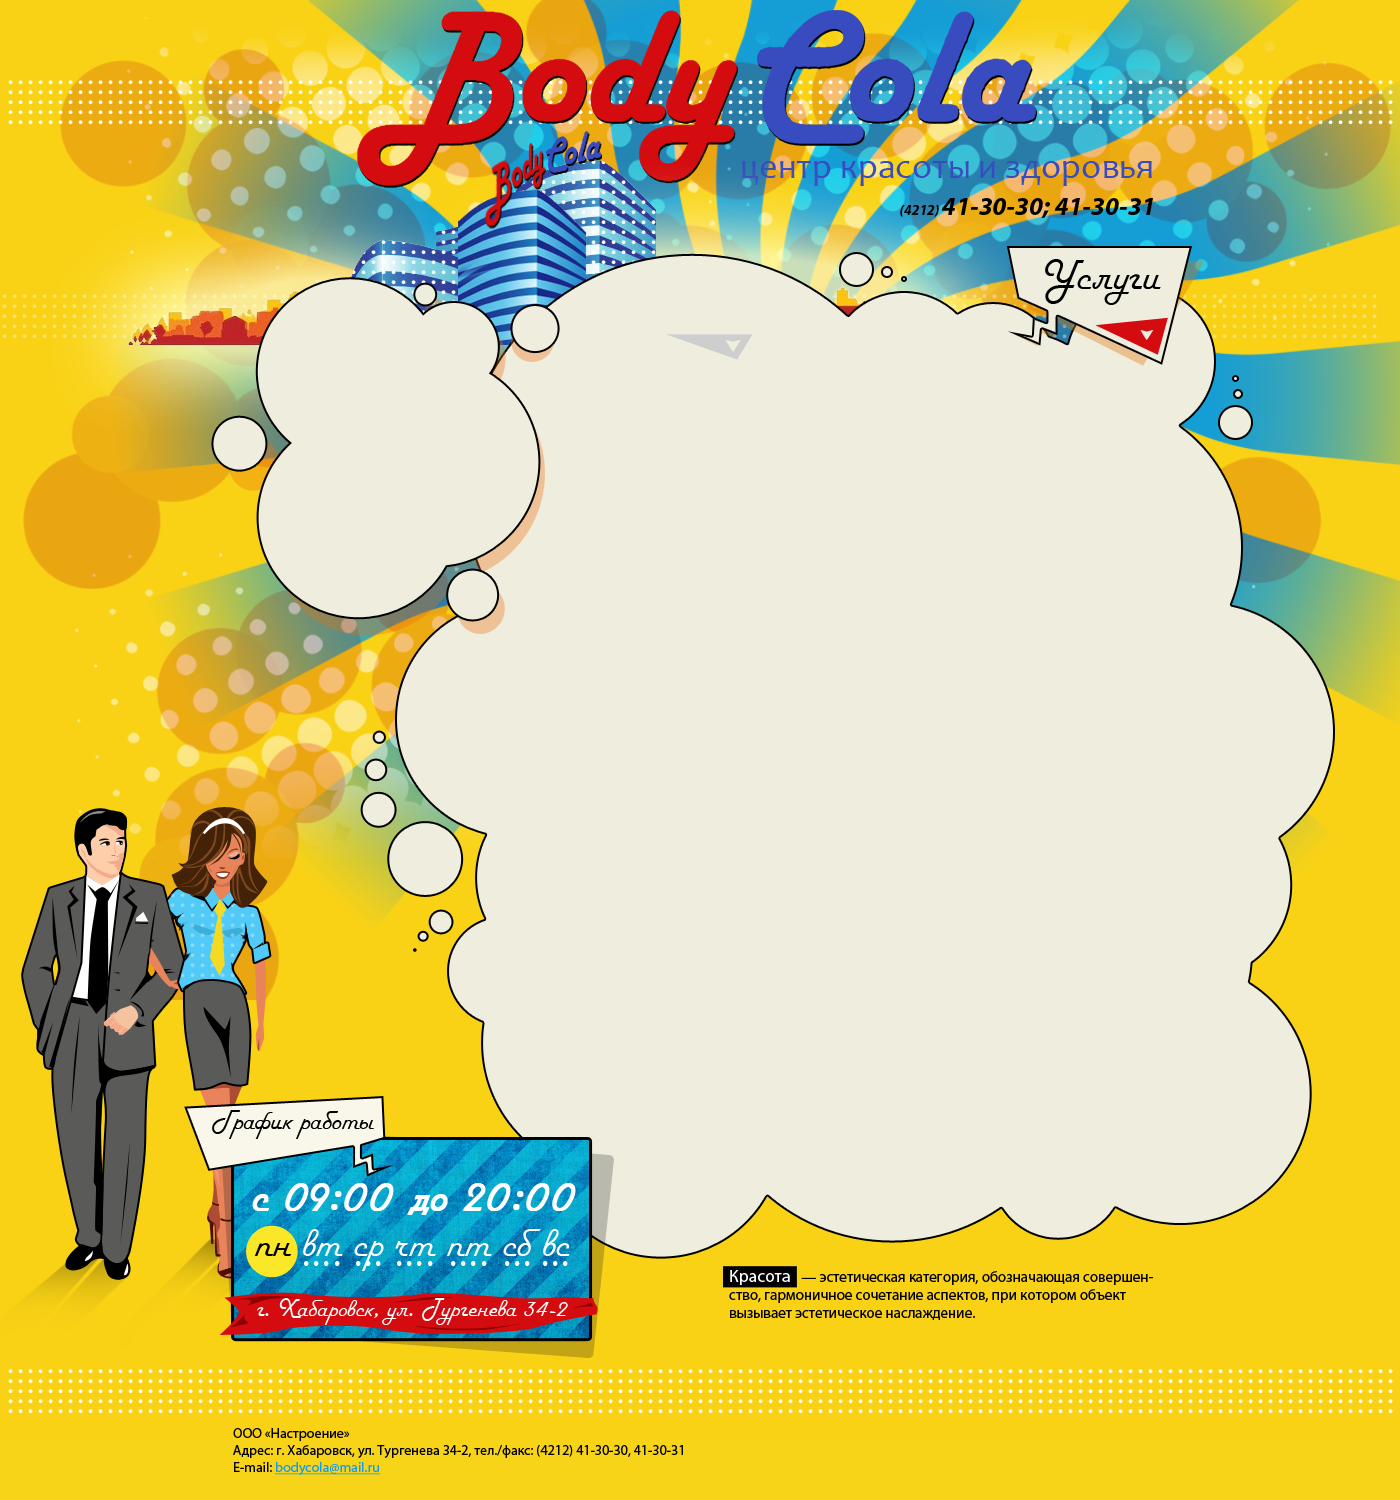 Body Cola
Body Cola
центр красоты и здоровья
(4212) 41-30-30; 41-30-31
Услуги
График работы
с 09:00 до 20:00
пн вт ср чт пт сб вс
г. Хабаровск, ул. Тургенева 34-2
Красота — эстетическая категория, обозначающая совершен-
ство, гармоничное сочетание аспектов, при котором объект
вызывает эстетическое наслаждение.
ООО «Настроение»
Адрес: г. Хабаровск, ул. Тургенева 34-2, тел./факс: (4212) 41-30-30, 41-30-31
E-mail: bodycola@mail.ru